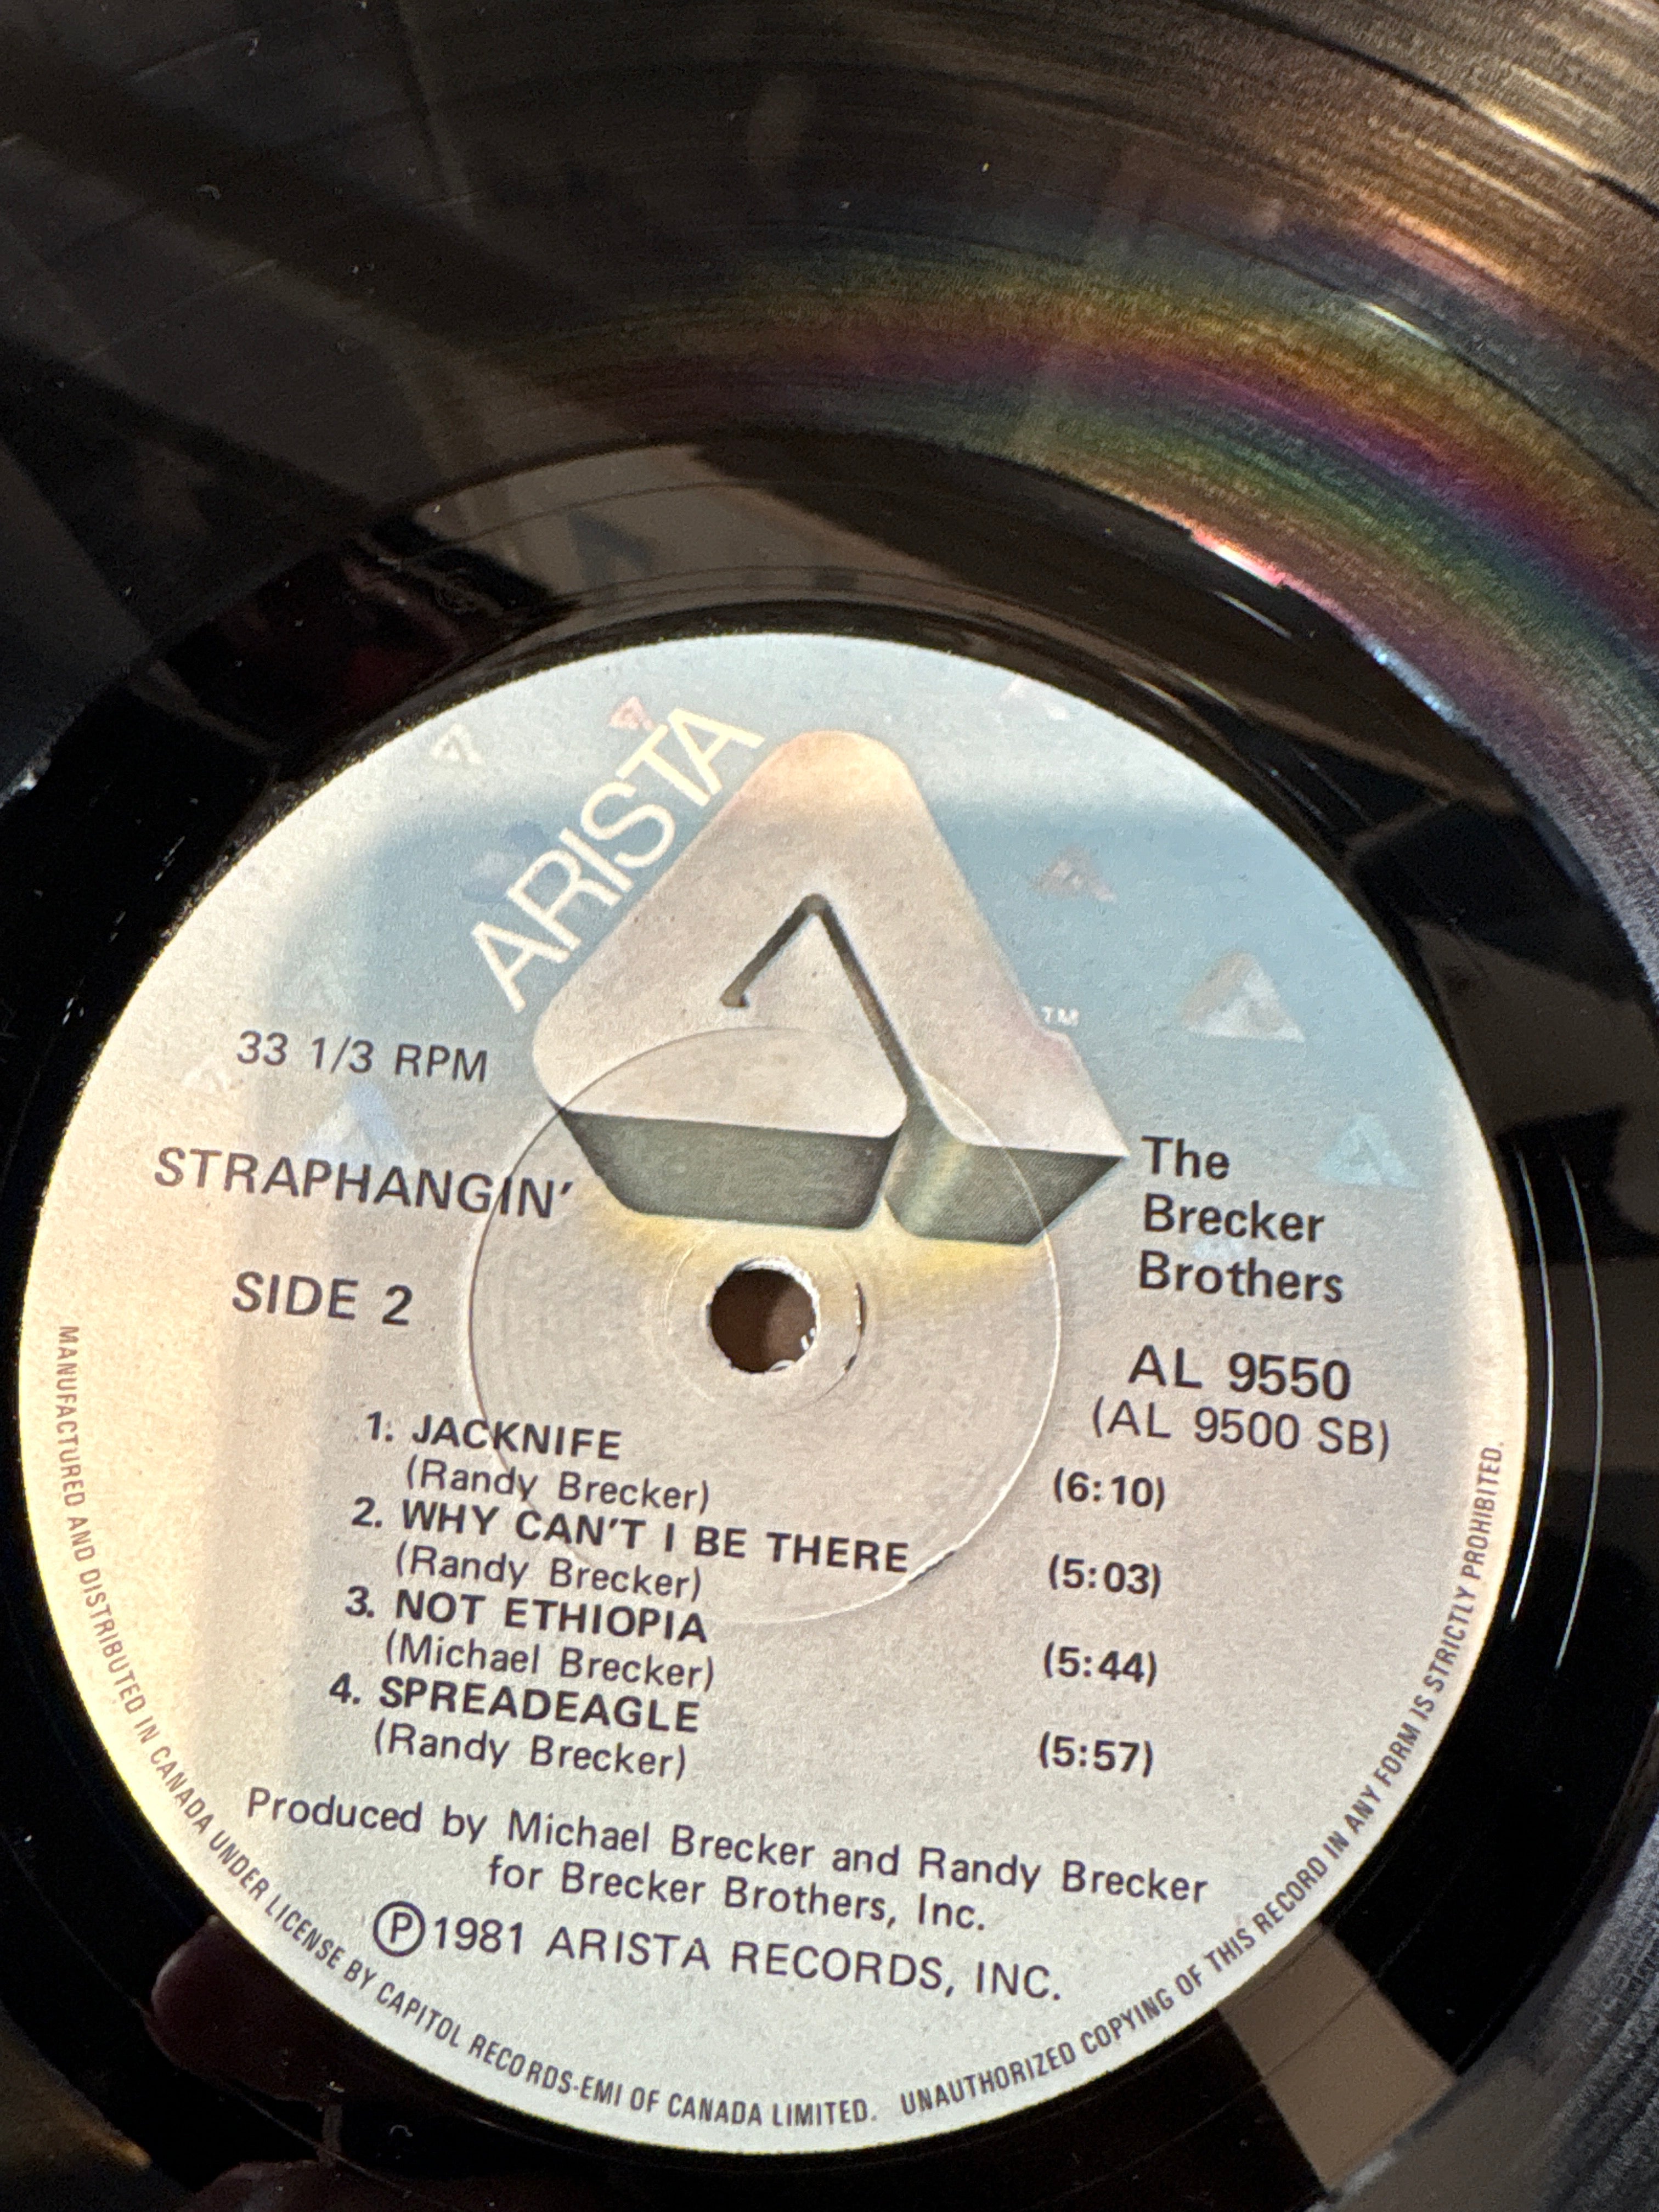 ARISTA
TM
33 1/3 RPM
STRAPHANGIN'
SIDE 2
The
Brecker
Brothers
AL 9550
(AL 9500 SB)
1. JACKNIFE
(Randy Brecker) (6:10)
2. WHY CAN'T I BE THERE
(Randy Brecker) (5:03)
3. NOT ETHIOPIA
(Michael Brecker) (5:44)
4. SPREADEAGLE
(Randy Brecker) (5:57)
Produced by Michael Brecker and Randy Brecker
for Brecker Brothers, Inc.
Ⓟ1981 ARISTA RECORDS, INC.
MANUFACTURED AND DISTRIBUTED IN CANADA UNDER LICENSE BY CAPITOL RECORDS-EMI OF CANADA LIMITED. UNAUTHORIZED COPYING OF THIS RECORD IN ANY FORM IS STRICTLY PROHIBITED.